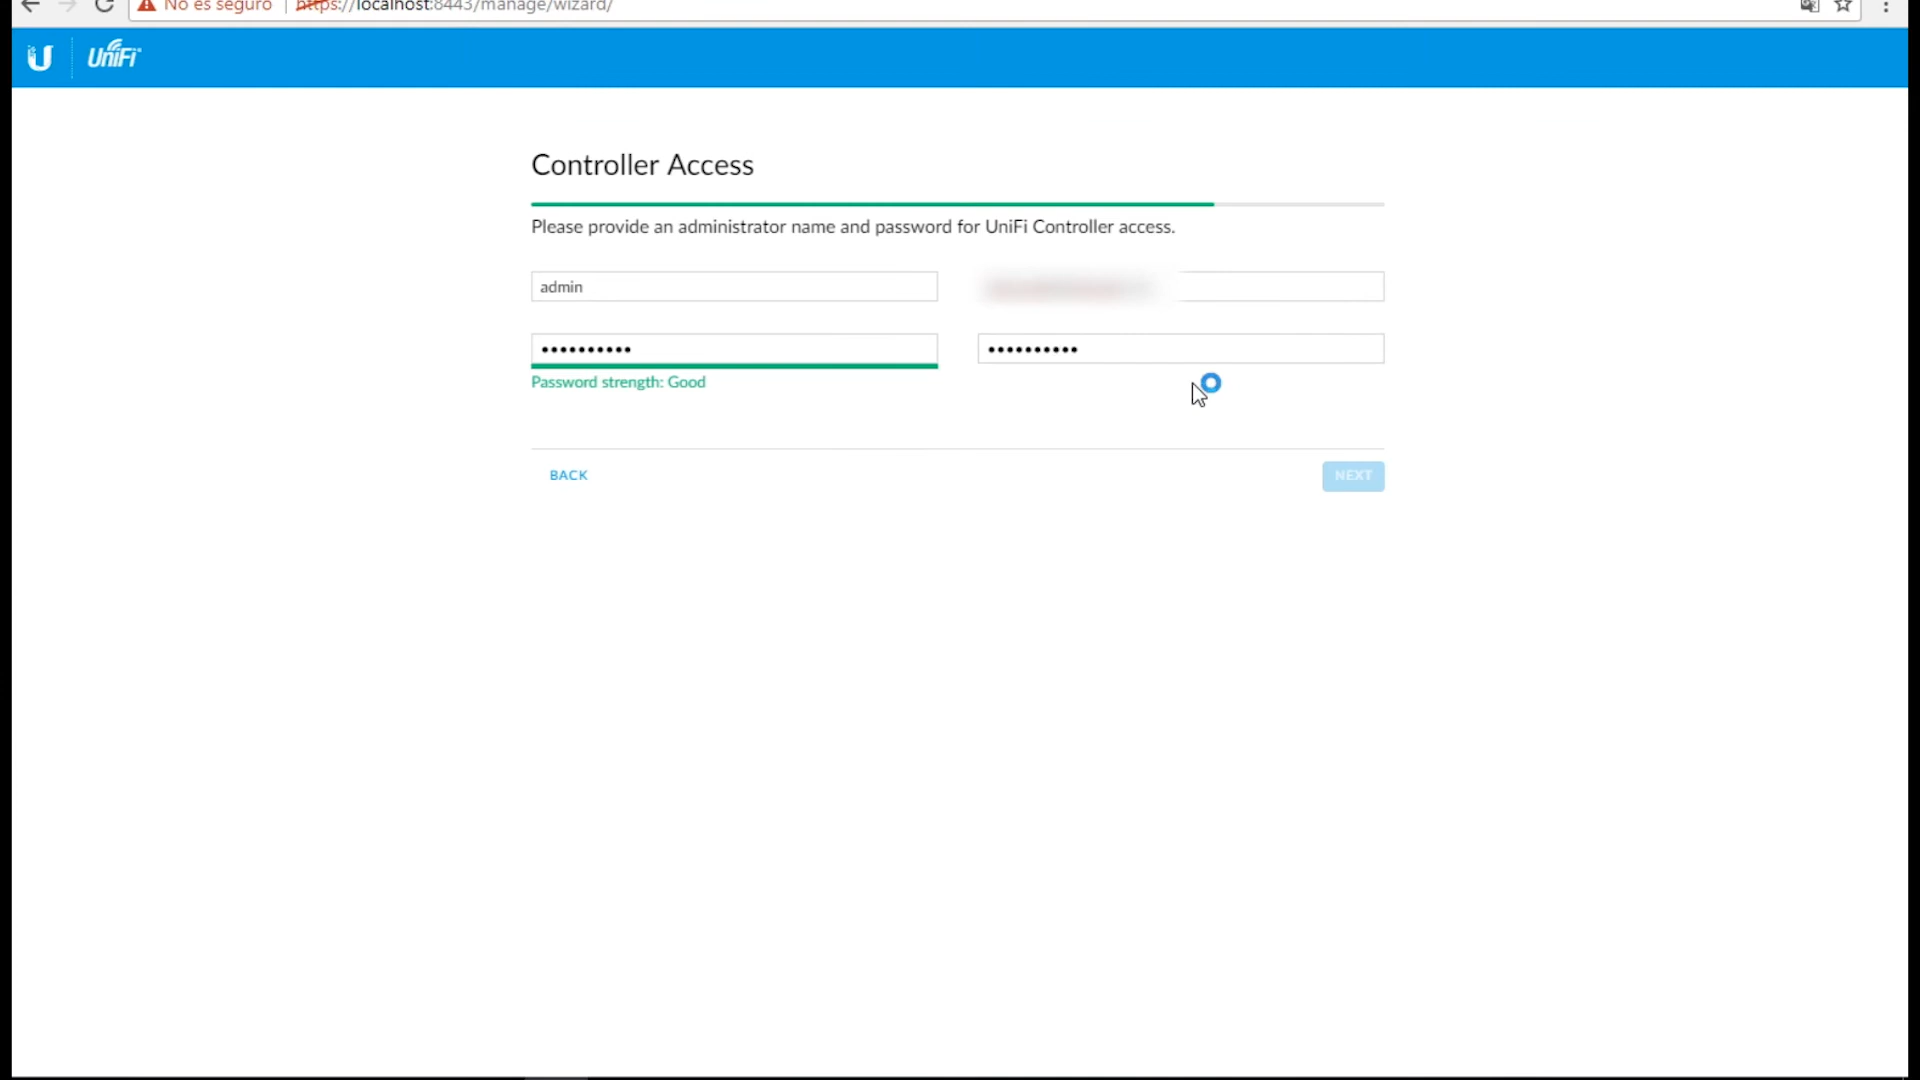 No es seguro | https://localhost:8443/manage/wizard/
U UniFi
Controller Access
Please provide an administrator name and password for UniFi Controller access.
admin
•••••••••• ••••••••••
Password strength: Good
BACK NEXT